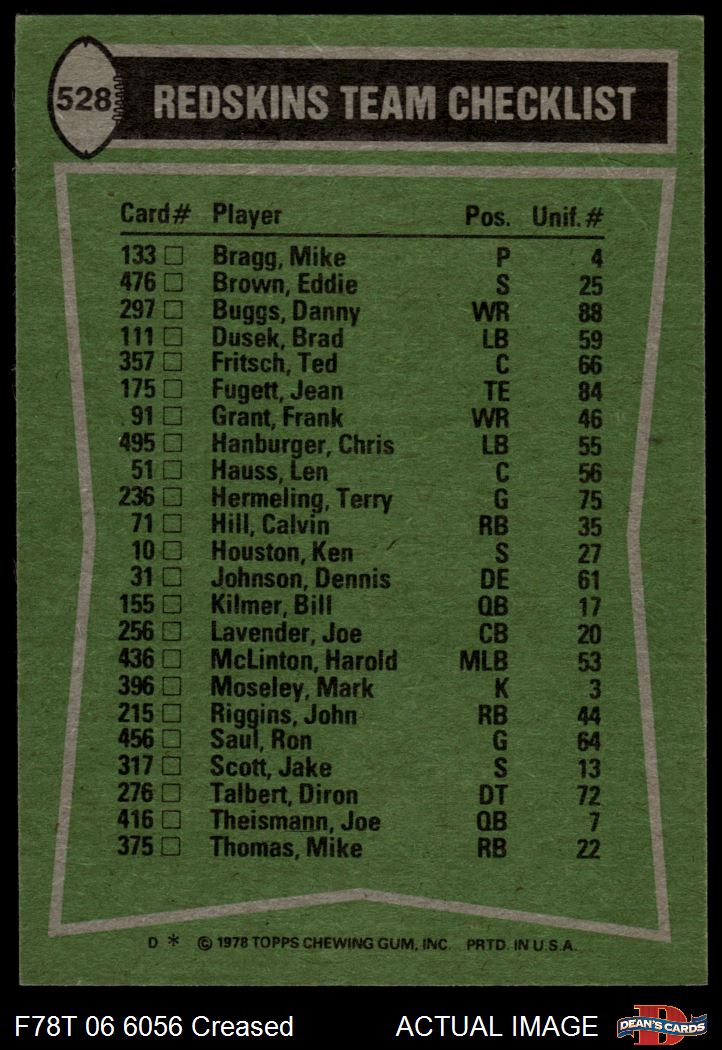 528 REDSKINS TEAM CHECKLIST
Card# Player Pos. Unif.#
133 Bragg, Mike P 4
476 Brown, Eddie S 25
297 Buggs, Danny WR 88
111 Dusek, Brad LB 59
357 Fritsch, Ted C 66
175 Fugett, Jean TE 84
91 Grant, Frank WR 46
495 Hanburger, Chris LB 55
51 Hauss, Len C 56
236 Hermeling, Terry G 75
71 Hill, Calvin RB 35
10 Houston, Ken S 27
31 Johnson, Dennis DE 61
155 Kilmer, Bill QB 17
256 Lavender, Joe CB 20
436 McLinton, Harold MLB 53
396 Moseley, Mark K 3
215 Riggins, John RB 44
456 Saul, Ron G 64
317 Scott, Jake S 13
276 Talbert, Diron DT 72
416 Theismann, Joe QB 7
375 Thomas, Mike RB 22
D * © 1978 TOPPS CHEWING GUM, INC. PRTD. IN U.S.A.
F78T 06 6056 Creased ACTUAL IMAGE D DEAN'S CARDS